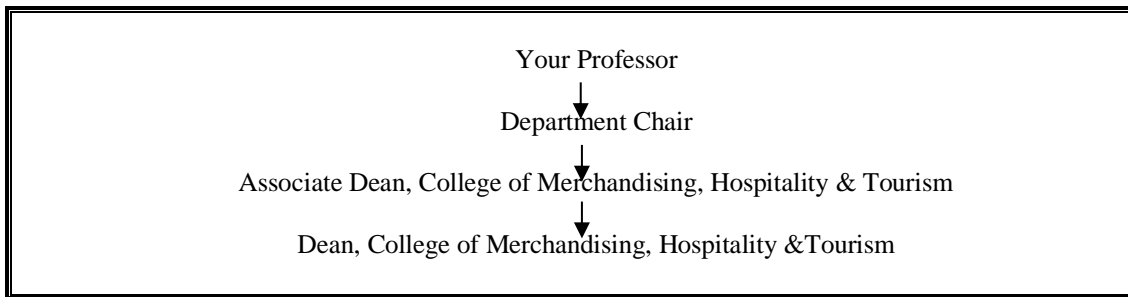 Your Professor
Department Chair
Associate Dean, College of Merchandising, Hospitality & Tourism
Dean, College of Merchandising, Hospitality &Tourism